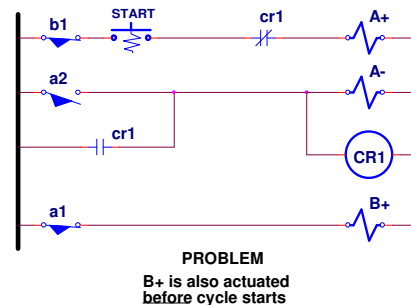 START
b1
cr1
A+
a2
A-
cr1
CR1
a1
B+
PROBLEM
B+ is also actuated
before cycle starts